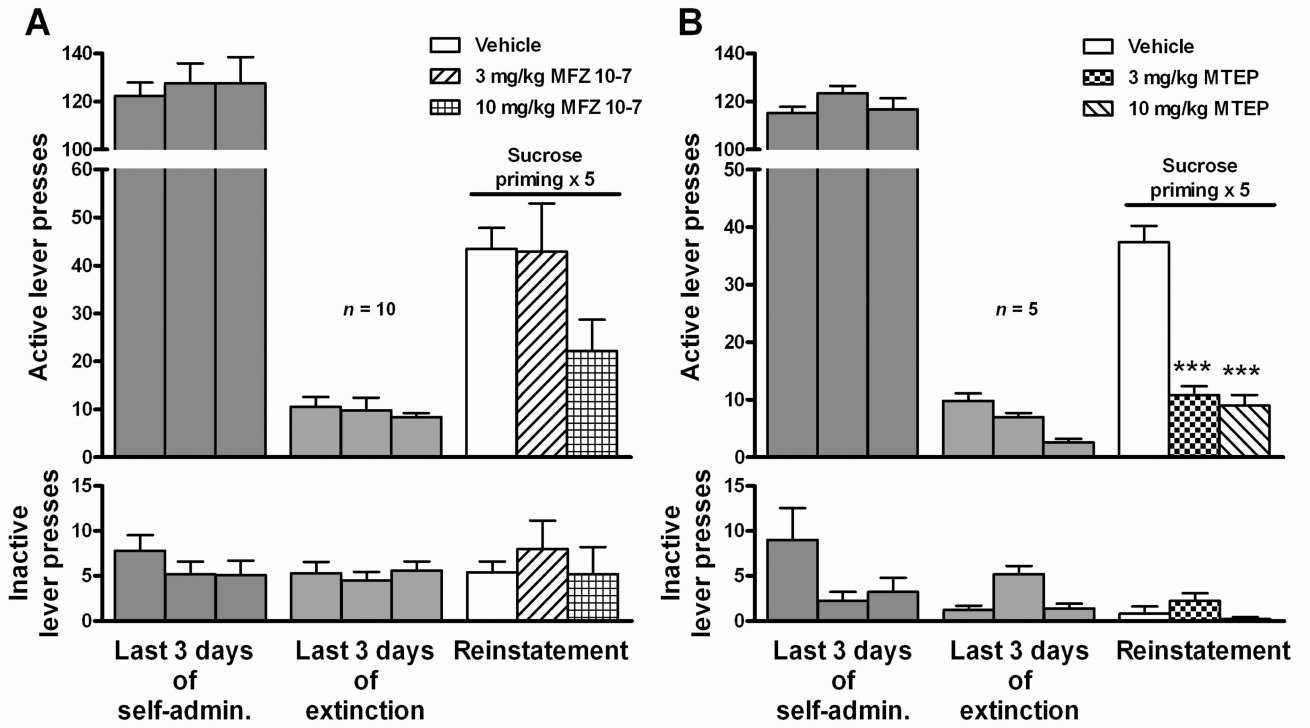 A
Vehicle
3 mg/kg MFZ 10-7
10 mg/kg MFZ 10-7
Sucrose
priming x 5
n = 10
Active lever presses
140
120
100
60
50
40
30
20
10
0
Inactive
lever presses
15
10
5
0
Last 3 days
of
self-admin.
Last 3 days
of
extinction
Reinstatement
B
Vehicle
3 mg/kg MTEP
10 mg/kg MTEP
Sucrose
priming x 5
n = 5
*** ***
Active lever presses
140
120
100
50
40
30
20
10
0
Inactive
lever presses
15
10
5
0
Last 3 days
of
self-admin.
Last 3 days
of
extinction
Reinstatement